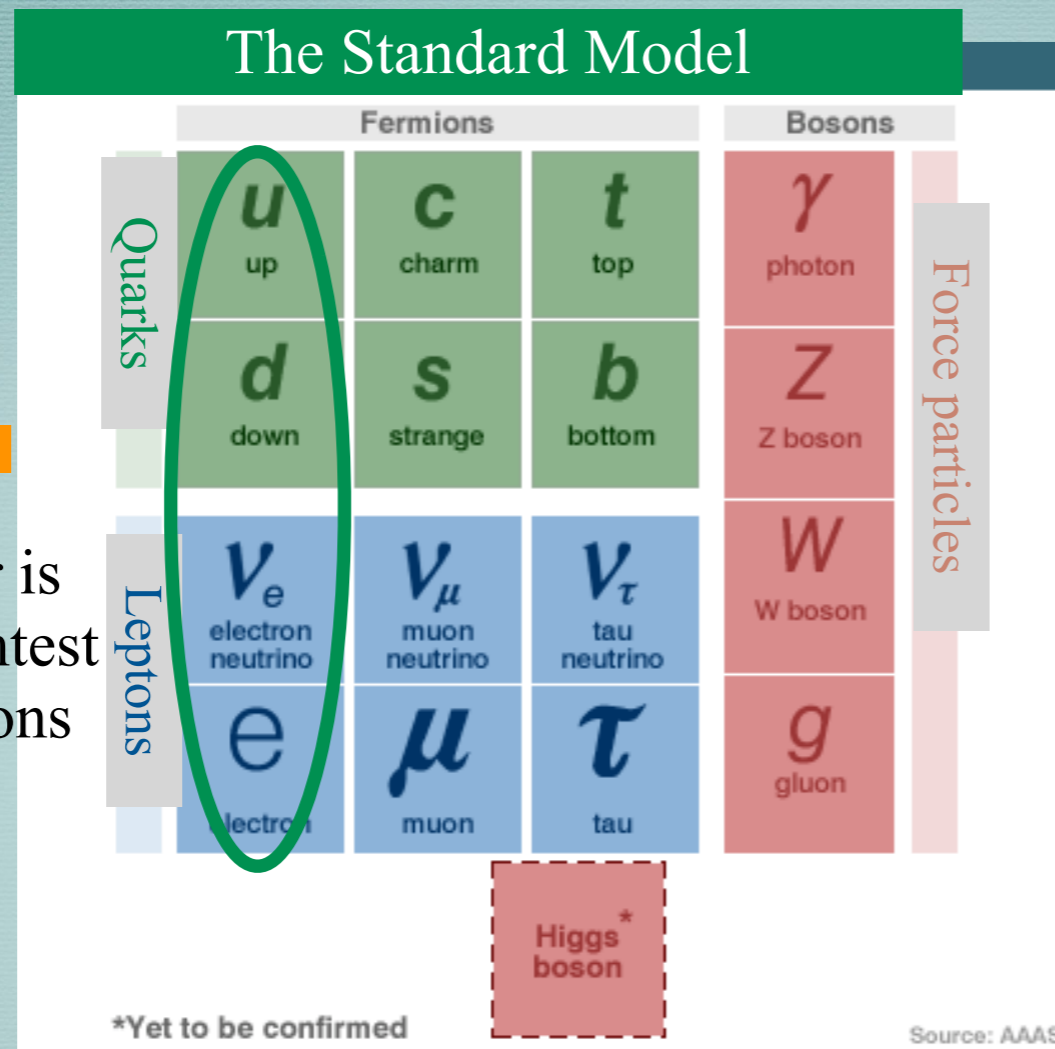 The Standard Model
Fermions
Bosons
Quarks
u
up
c
charm
t
top
γ
photon
Force particles
d
down
s
strange
b
bottom
Z
Z boson
is
ons
Leptons
νe
electron
neutrino
νμ
muon
neutrino
ντ
tau
neutrino
W
W boson
e
electron
μ
muon
τ
tau
g
gluon
Higgs*
boson
*Yet to be confirmed
Source: AAAS